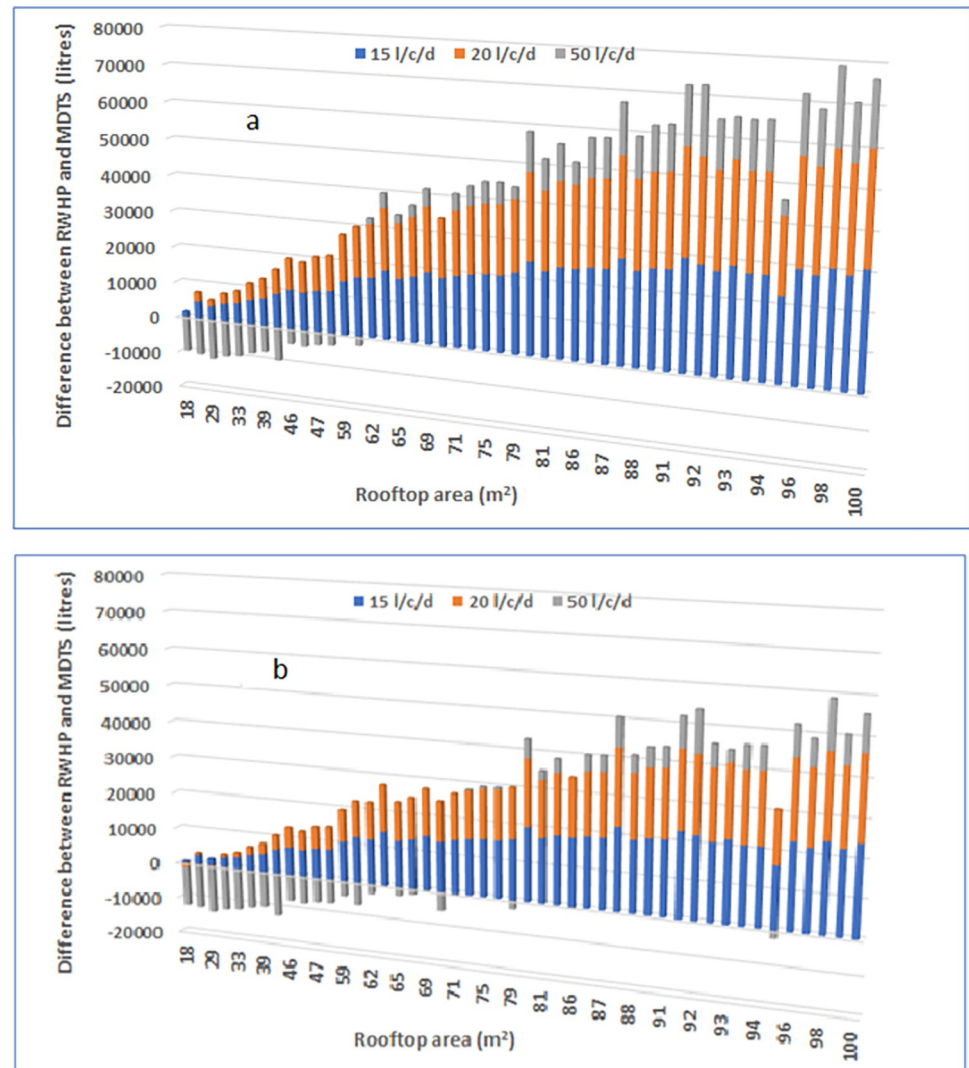 Difference between RWHP and MDTS (litres)
80000
70000
60000
50000
40000
30000
20000
10000
0
-10000
-20000
15 l/c/d 20 l/c/d 50 l/c/d
a
18 29 33 39 46 47 59 62 65 69 71 75 79 81 86 87 88 91 92 93 94 96 98 100
Rooftop area (m²)
Difference between RWHP and MDTS (litres)
80000
70000
60000
50000
40000
30000
20000
10000
0
-10000
-20000
15 l/c/d 20 l/c/d 50 l/c/d
b
18 29 33 39 46 47 59 62 65 69 71 75 79 81 86 87 88 91 92 93 94 96 98 100
Rooftop area (m²)